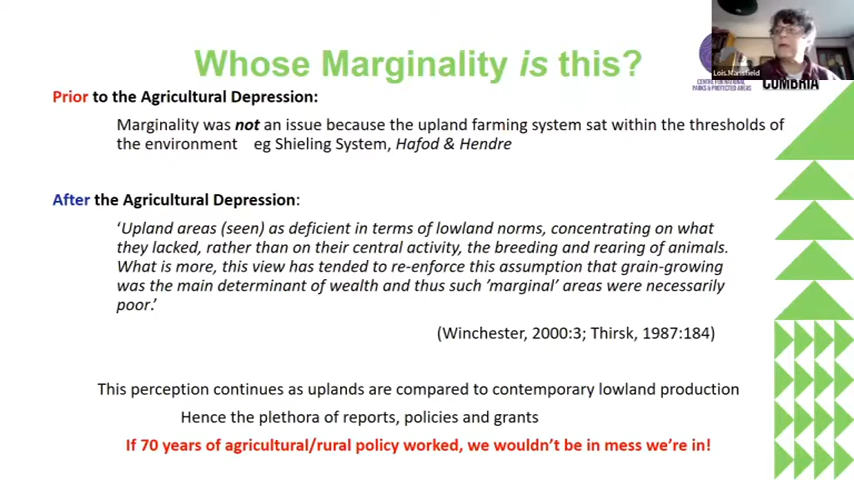 Whose Marginality is this?
Lois.Mansfield
CENTRE FOR NATIONAL
PARKS & PROTECTED AREAS
CUMBRIA
Prior to the Agricultural Depression:
Marginality was not an issue because the upland farming system sat within the thresholds of
the environment eg Shieling System, Hafod & Hendre
After the Agricultural Depression:
‘Upland areas (seen) as deficient in terms of lowland norms, concentrating on what
they lacked, rather than on their central activity, the breeding and rearing of animals.
What is more, this view has tended to re-enforce this assumption that grain-growing
was the main determinant of wealth and thus such ’marginal’ areas were necessarily
poor.’
(Winchester, 2000:3; Thirsk, 1987:184)
This perception continues as uplands are compared to contemporary lowland production
Hence the plethora of reports, policies and grants
If 70 years of agricultural/rural policy worked, we wouldn’t be in mess we’re in!